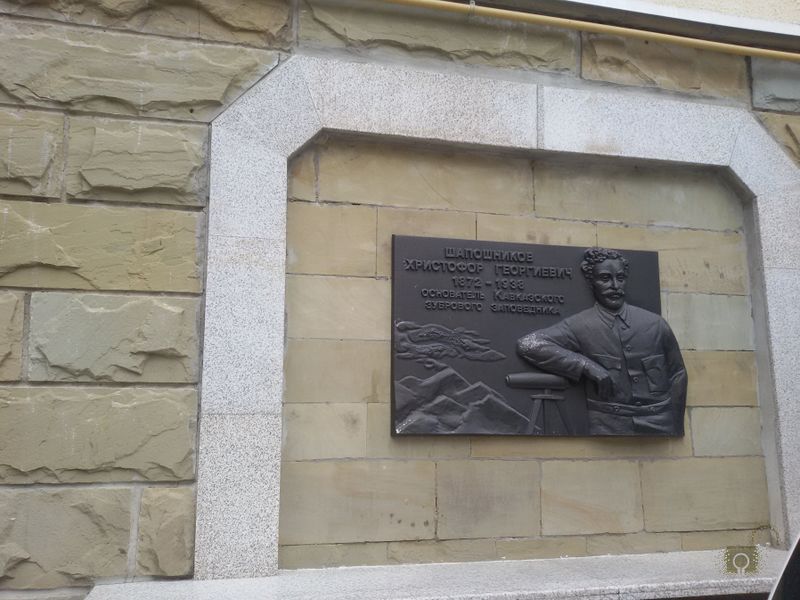 ШАПОШНИКОВ
ХРИСТОФОР ГЕОРГИЕВИЧ
1872 - 1938
ОСНОВАТЕЛЬ КАВКАЗСКОГО
ЗУБРОВОГО ЗАПОВЕДНИКА